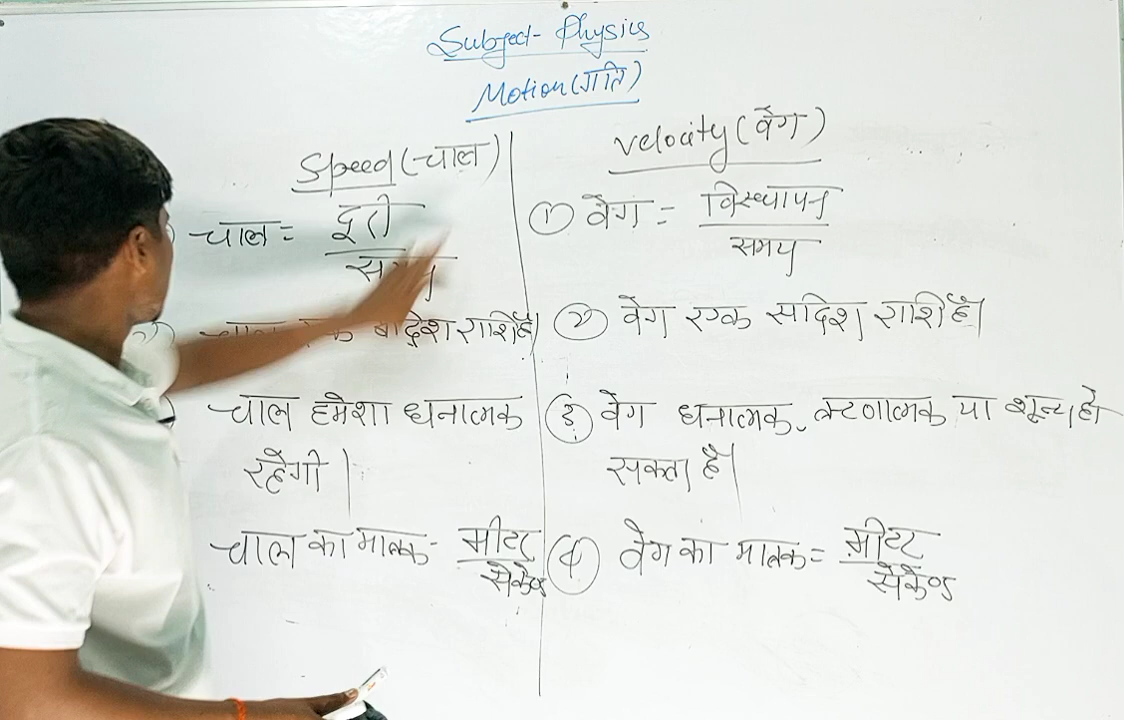 Subject- Physics
Motion(गति)
Speed(चाल)
चाल = दूरी
चाल हमेशा धनात्मक
रहेगी।
चाल का मात्रक- मीटर
सेकेण्ड
Velocity(वेग)
① वेग = विस्थापन
समय
② वेग एक सदिश राशि है।
③ वेग धनात्मक, ऋणात्मक या शून्य हो
सकता है।
④ वेग का मात्रक = मीटर
सेकेण्ड